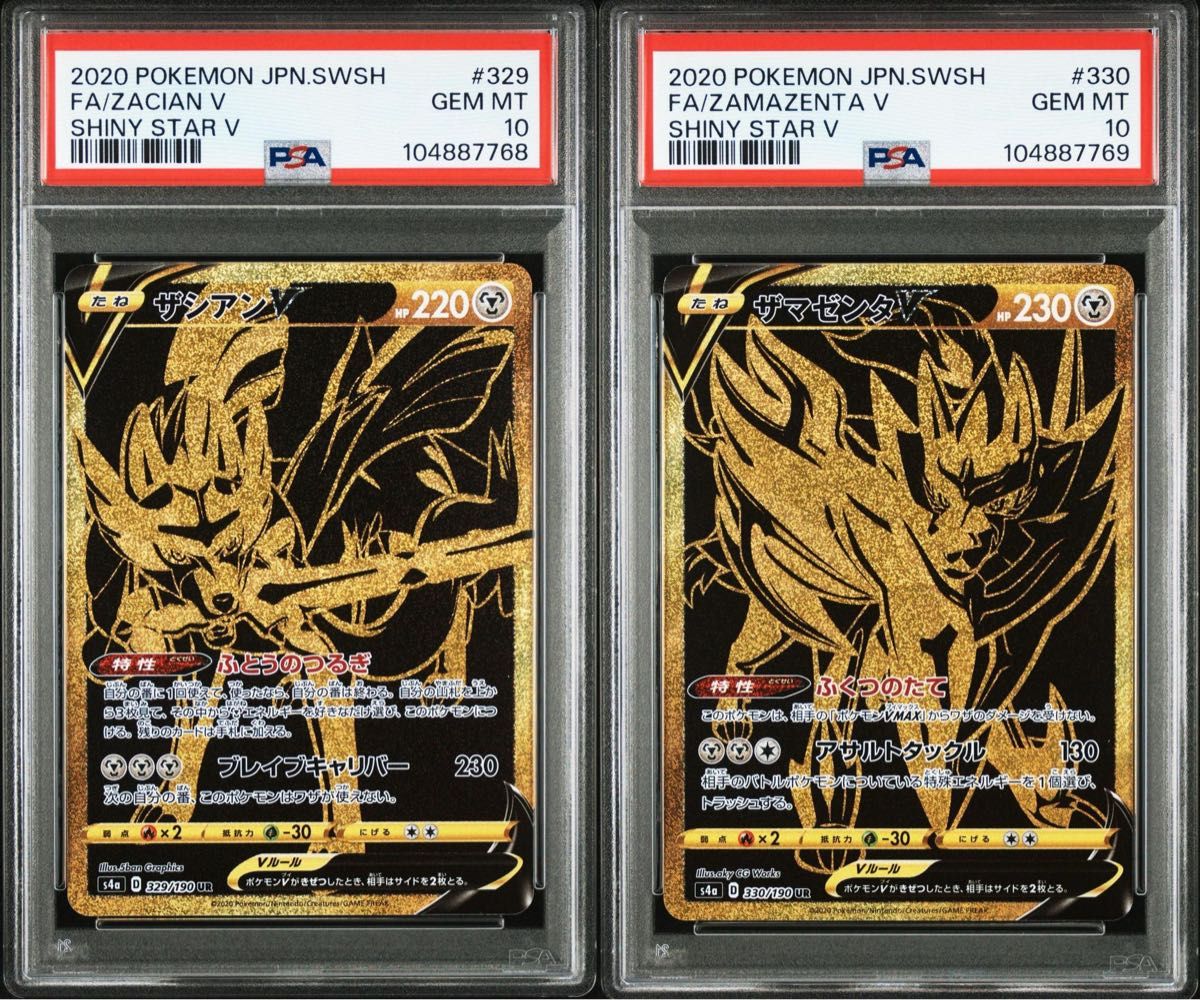 2020 POKEMON JPN.SWSH #329
FA/ZACIAN V GEM MT
SHINY STAR V 10
PSA 104887768
たね ザシアンV HP220
特性 とくせい ふとうのつるぎ
自分の番に1回使えて、使ったなら、自分の番は終わる。自分の山札を上か
ら3枚見て、その中からエネルギーを好きなだけ選び、このポケモンにつ
ける。残りのカードは手札に加える。
ブレイブキャリバー 230
次の自分の番、このポケモンはワザが使えない。
弱点 ×2 抵抗力 -30 にげる
Illus.5ban Graphics
Vルール
ポケモンVがきぜつしたとき、相手はサイドを2枚とる。
s4a D 329/190 UR
©2020 Pokémon/Nintendo/Creatures/GAME FREAK
PSA
2020 POKEMON JPN.SWSH #330
FA/ZAMAZENTA V GEM MT
SHINY STAR V 10
PSA 104887769
たね ザマゼンタV HP230
特性 とくせい ふくつのたて
このポケモンは、相手の「ポケモンVMAX」からワザのダメージを受けない。
アサルトタックル 130
相手のバトルポケモンについている特殊エネルギーを1個選び、
トラッシュする。
弱点 ×2 抵抗力 -30 にげる
Illus.aky CG Works
Vルール
ポケモンVがきぜつしたとき、相手はサイドを2枚とる。
s4a D 330/190 UR
©2020 Pokémon/Nintendo/Creatures/GAME FREAK
PSA